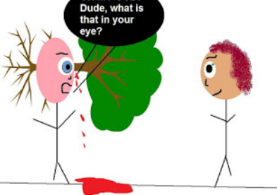 Dude, what is
that in your
eye?